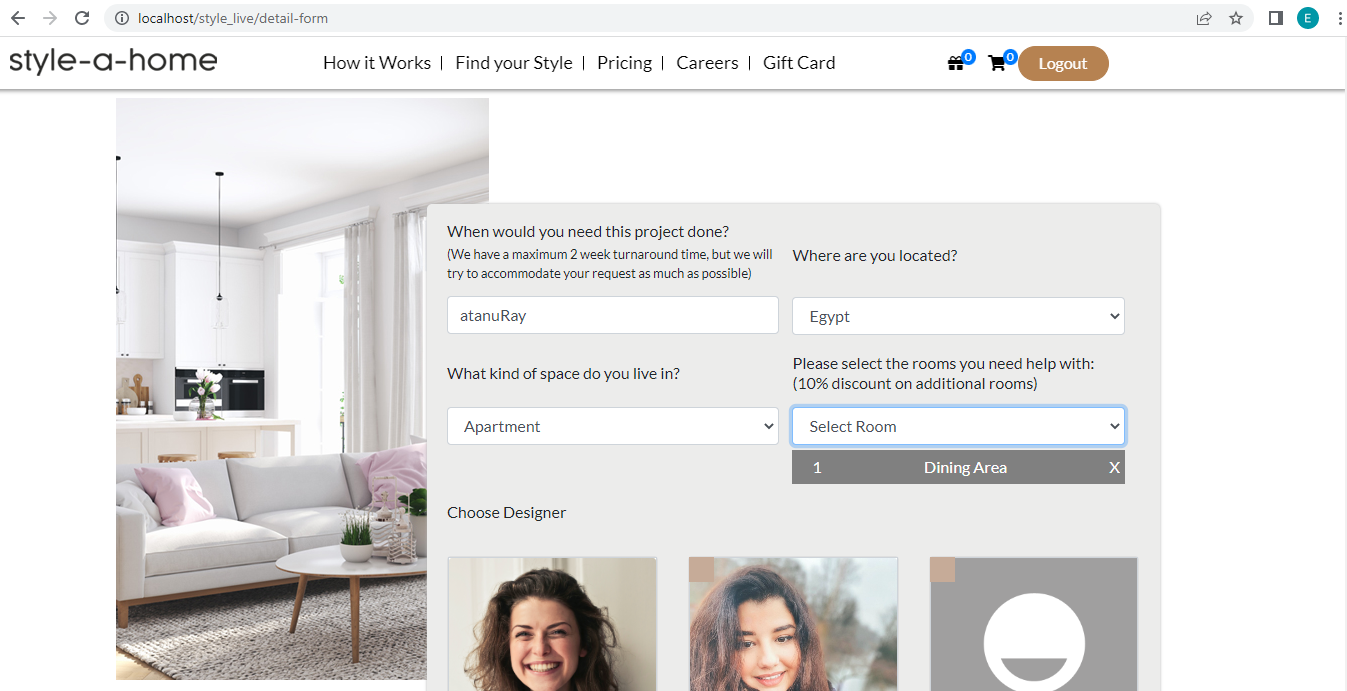 localhost/style_live/detail-form
E
style-a-home
How it Works | Find your Style | Pricing | Careers | Gift Card
0
0
Logout
When would you need this project done?
(We have a maximum 2 week turnaround time, but we will
try to accommodate your request as much as possible)
Where are you located?
atanuRay
Egypt
What kind of space do you live in?
Please select the rooms you need help with:
(10% discount on additional rooms)
Apartment
Select Room
1 Dining Area X
Choose Designer